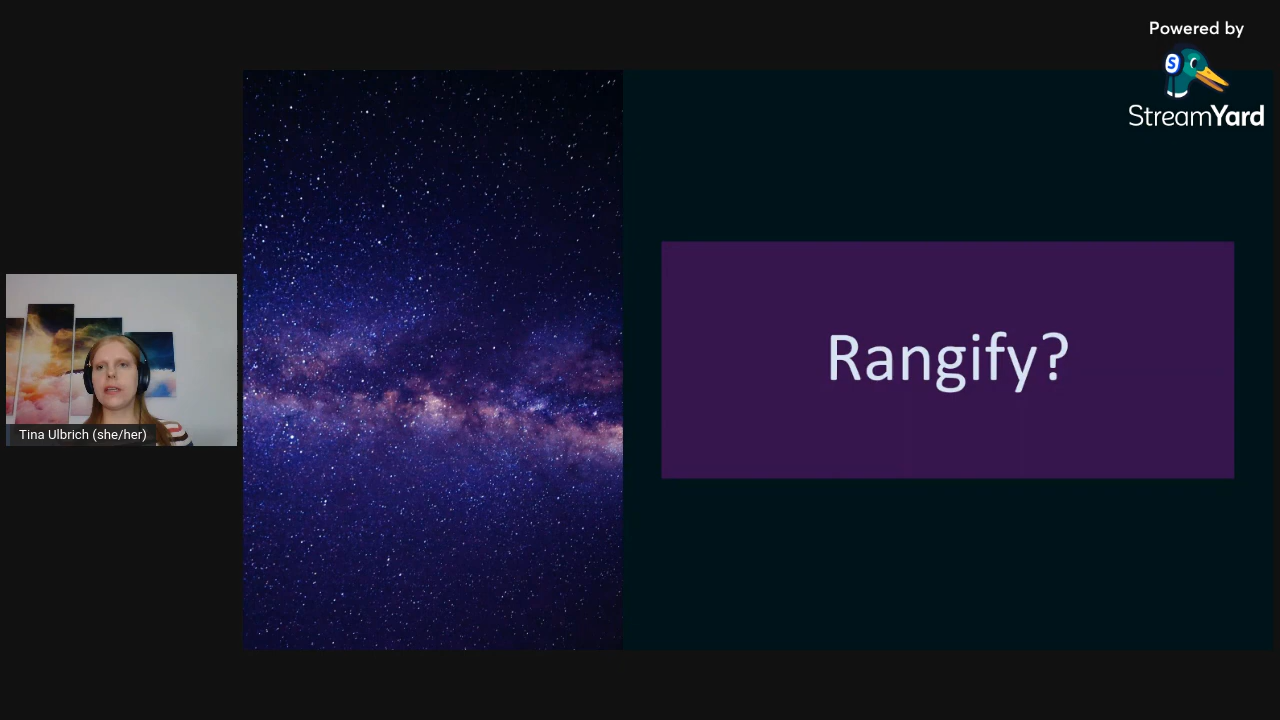 Powered by
S
StreamYard
Rangify?
Tina Ulbrich (she/her)